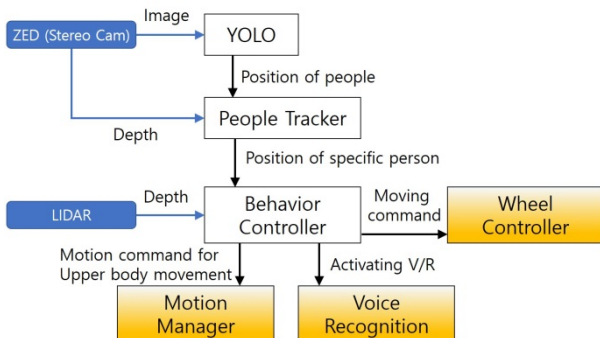 Image
ZED (Stereo Cam)
YOLO
Position of people
People Tracker
Depth
Position of specific person
Depth
LIDAR
Behavior
Controller
Moving
command
Wheel
Controller
Motion command for
Upper body movement
Activating V/R
Motion
Manager
Voice
Recognition